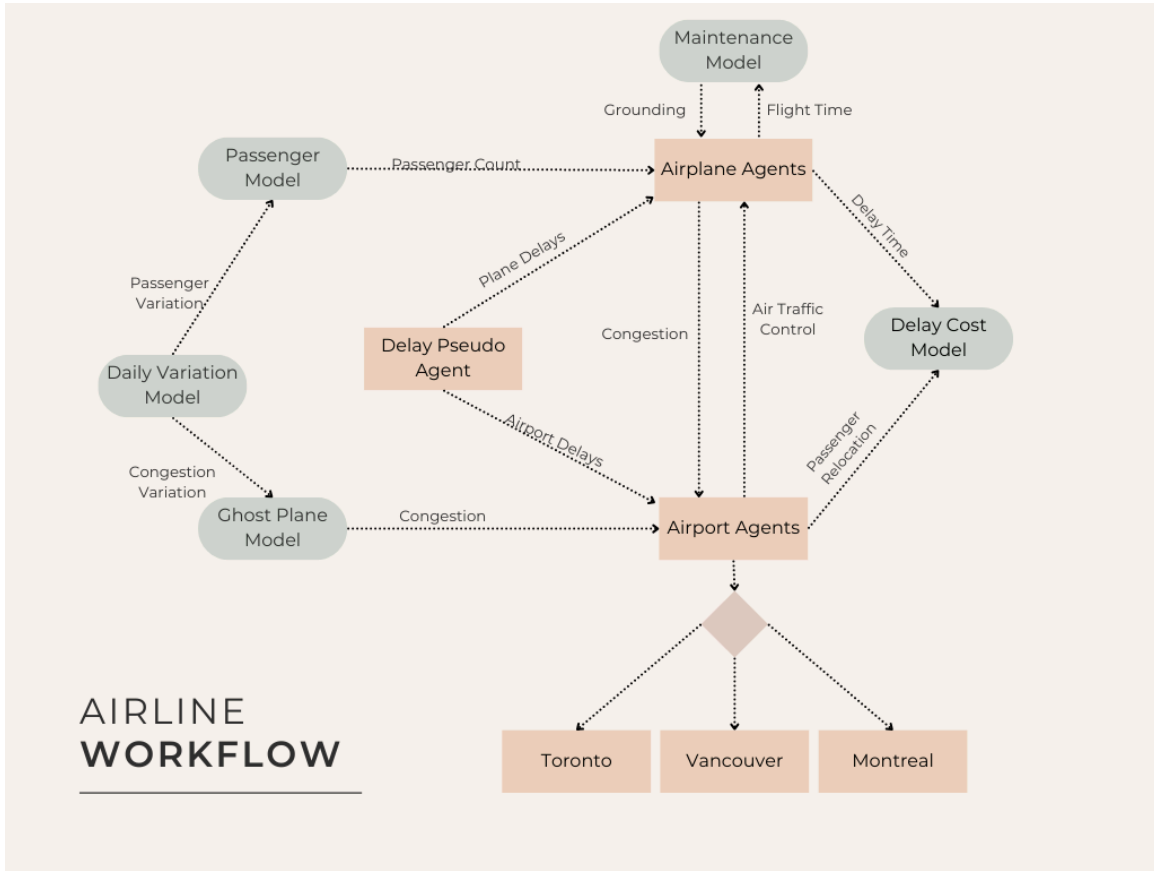 Maintenance
Model
Grounding
Flight Time
Passenger
Model
Passenger Count
Airplane Agents
Delay Time
Plane Delays
Passenger
Variation
Congestion
Air Traffic
Control
Delay Cost
Model
Delay Pseudo
Agent
Daily Variation
Model
Airport Delays
Passenger
Relocation
Congestion
Variation
Ghost Plane
Model
Congestion
Airport Agents
AIRLINE
WORKFLOW
Toronto
Vancouver
Montreal